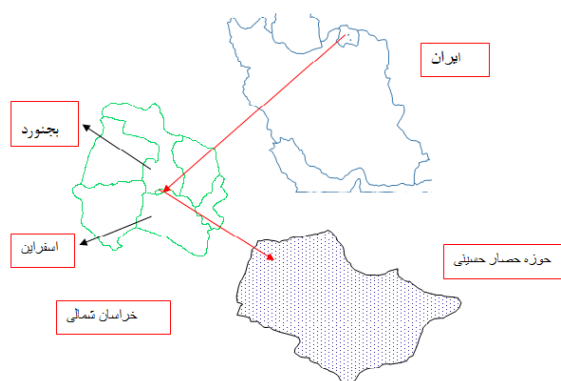 ایران
بجنورد
اسفراین
حوزه حصار حسینی
خراسان شمالی